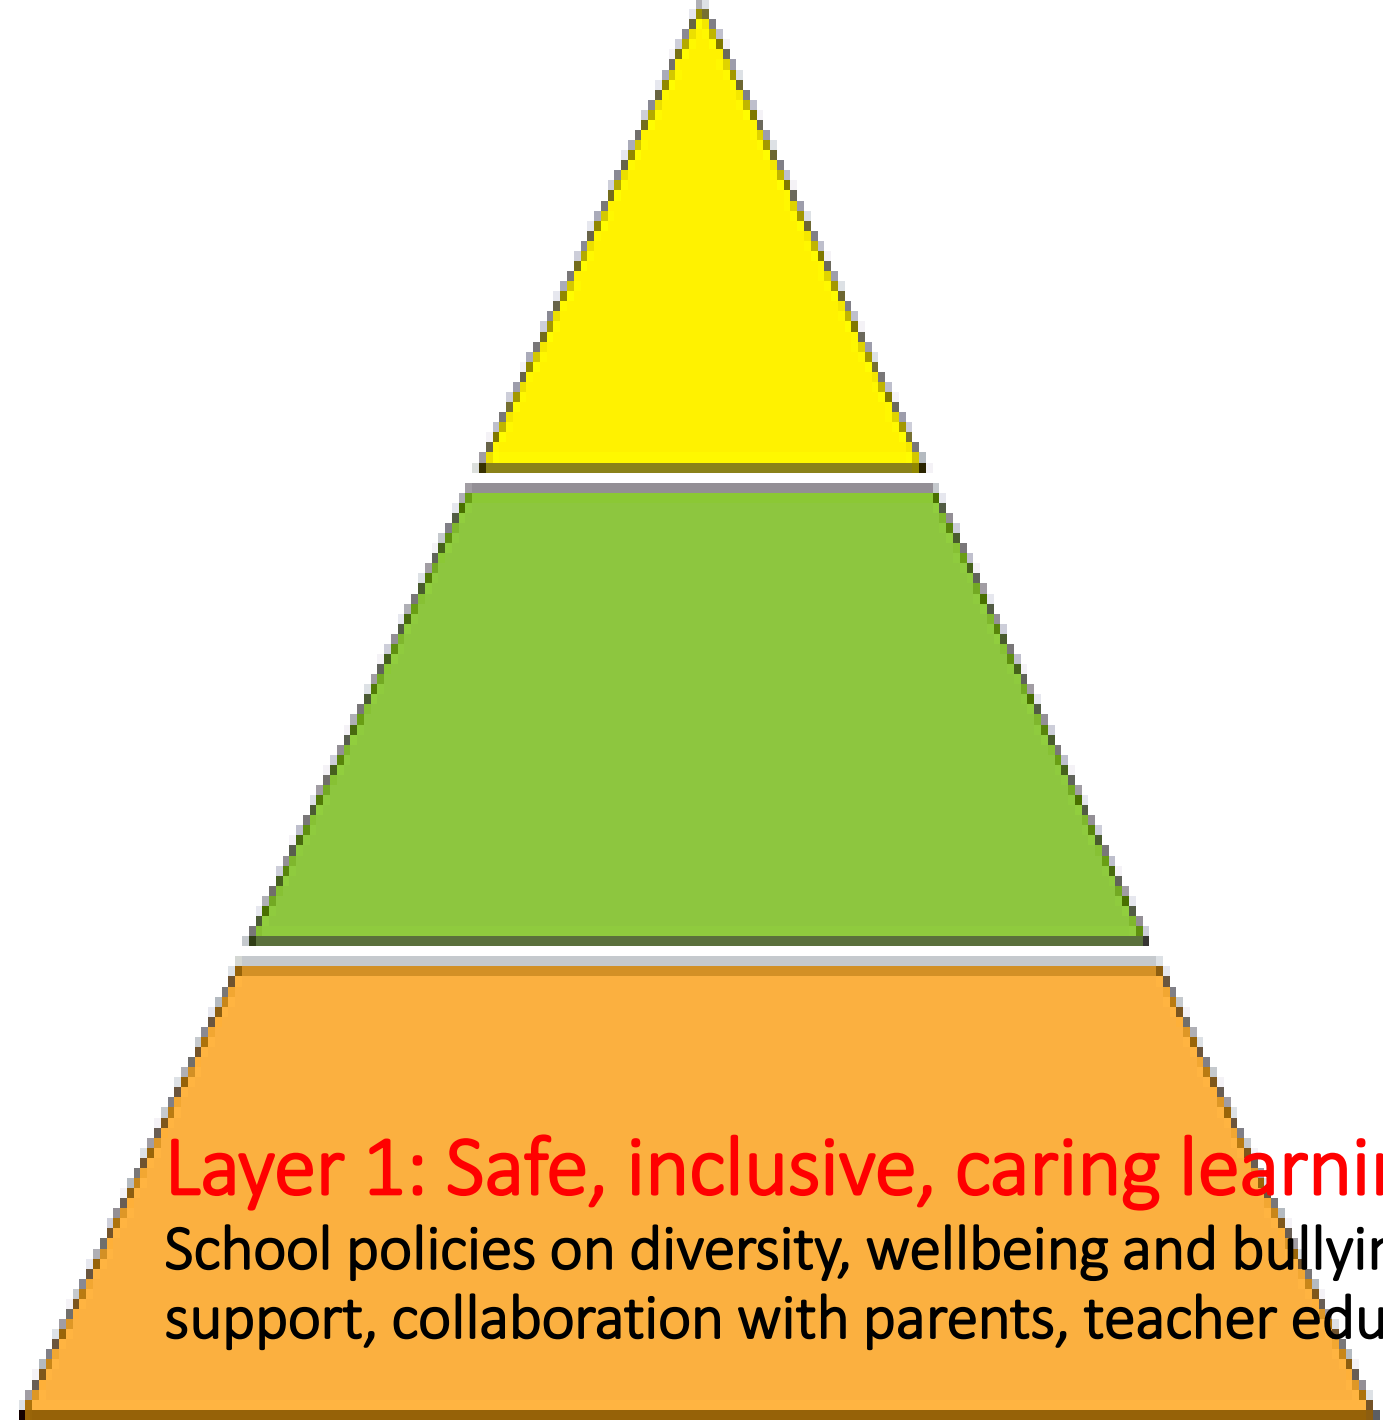 Layer 1: Safe, inclusive, caring
School policies on diversity, wellbeing and
support, collaboration with parents, teacher